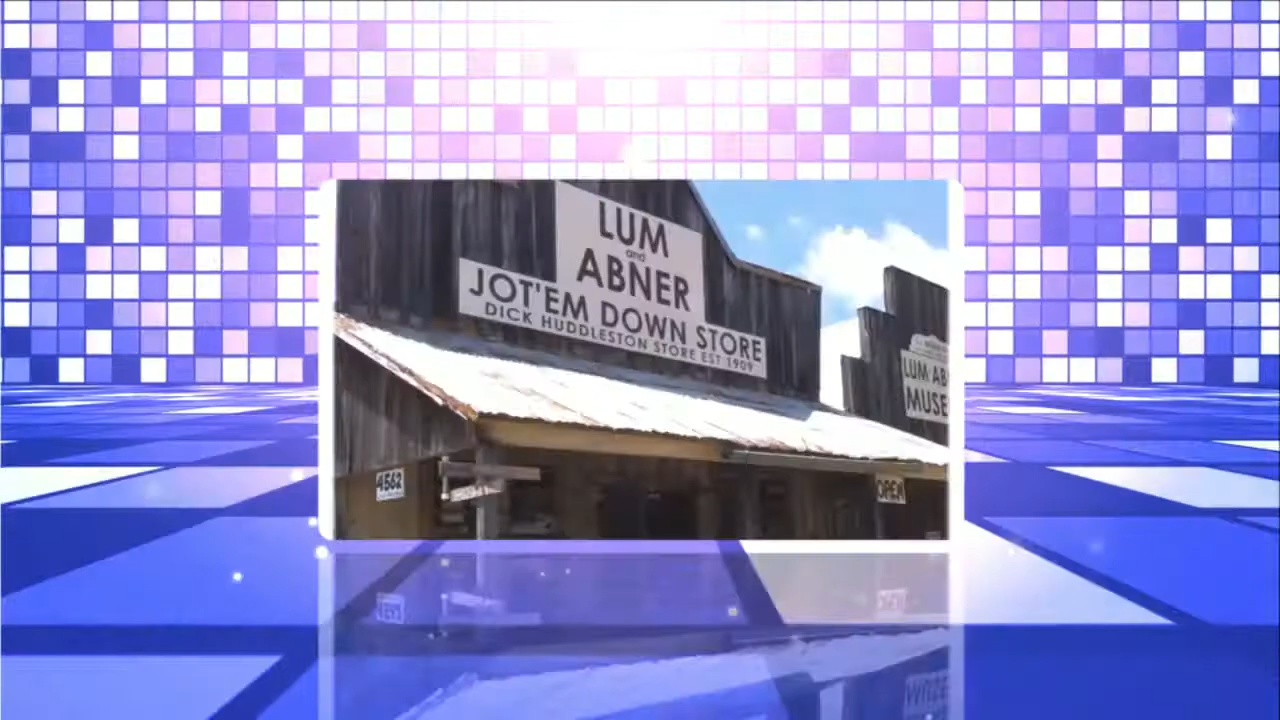 LUM
and
ABNER
JOT'EM DOWN STORE
DICK HUDDLESTON STORE EST 1909
LUM AB
MUSE
4562
OPEN